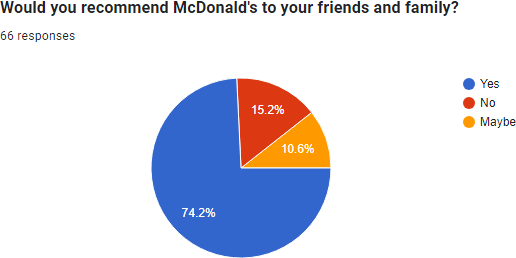 Would you recommend McDonald's to your friends and family?
66 responses
Yes
No
Maybe
15.2%
10.6%
74.2%